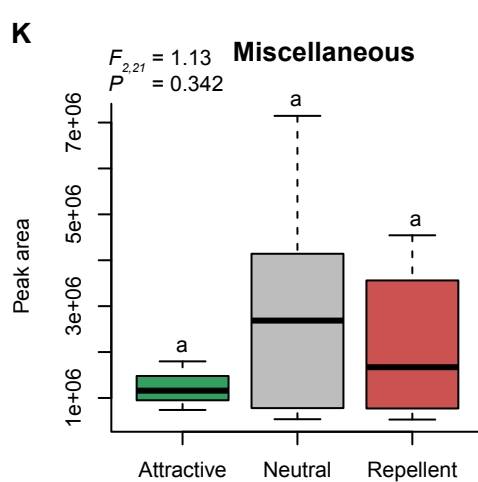 K
F2,21 = 1.13
P = 0.342
Miscellaneous
Peak area
7e+06
5e+06
3e+06
1e+06
a
a
a
Attractive Neutral Repellent